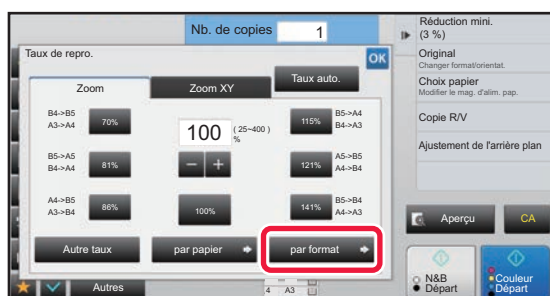 Nb. de copies 1
Taux de repro.
OK
Zoom
Zoom XY
Taux auto.
B4->B5
A3->A4
70%
B5->A5
B4->A4
81%
A4->B5
A3->B4
86%
100 (25~400)
%
100%
115%
B5->A4
B4->A3
121%
A5->B5
A4->B4
141%
B5->B4
A4->A3
Autre taux
par papier
par format
Autres
4 A3
Réduction mini.
(3 %)
Original
Changer format/orientat.
Choix papier
Modifier le mag. d'alim. pap.
Copie R/V
Ajustement de l'arrière plan
Aperçu
CA
N&B
Départ
Couleur
Départ